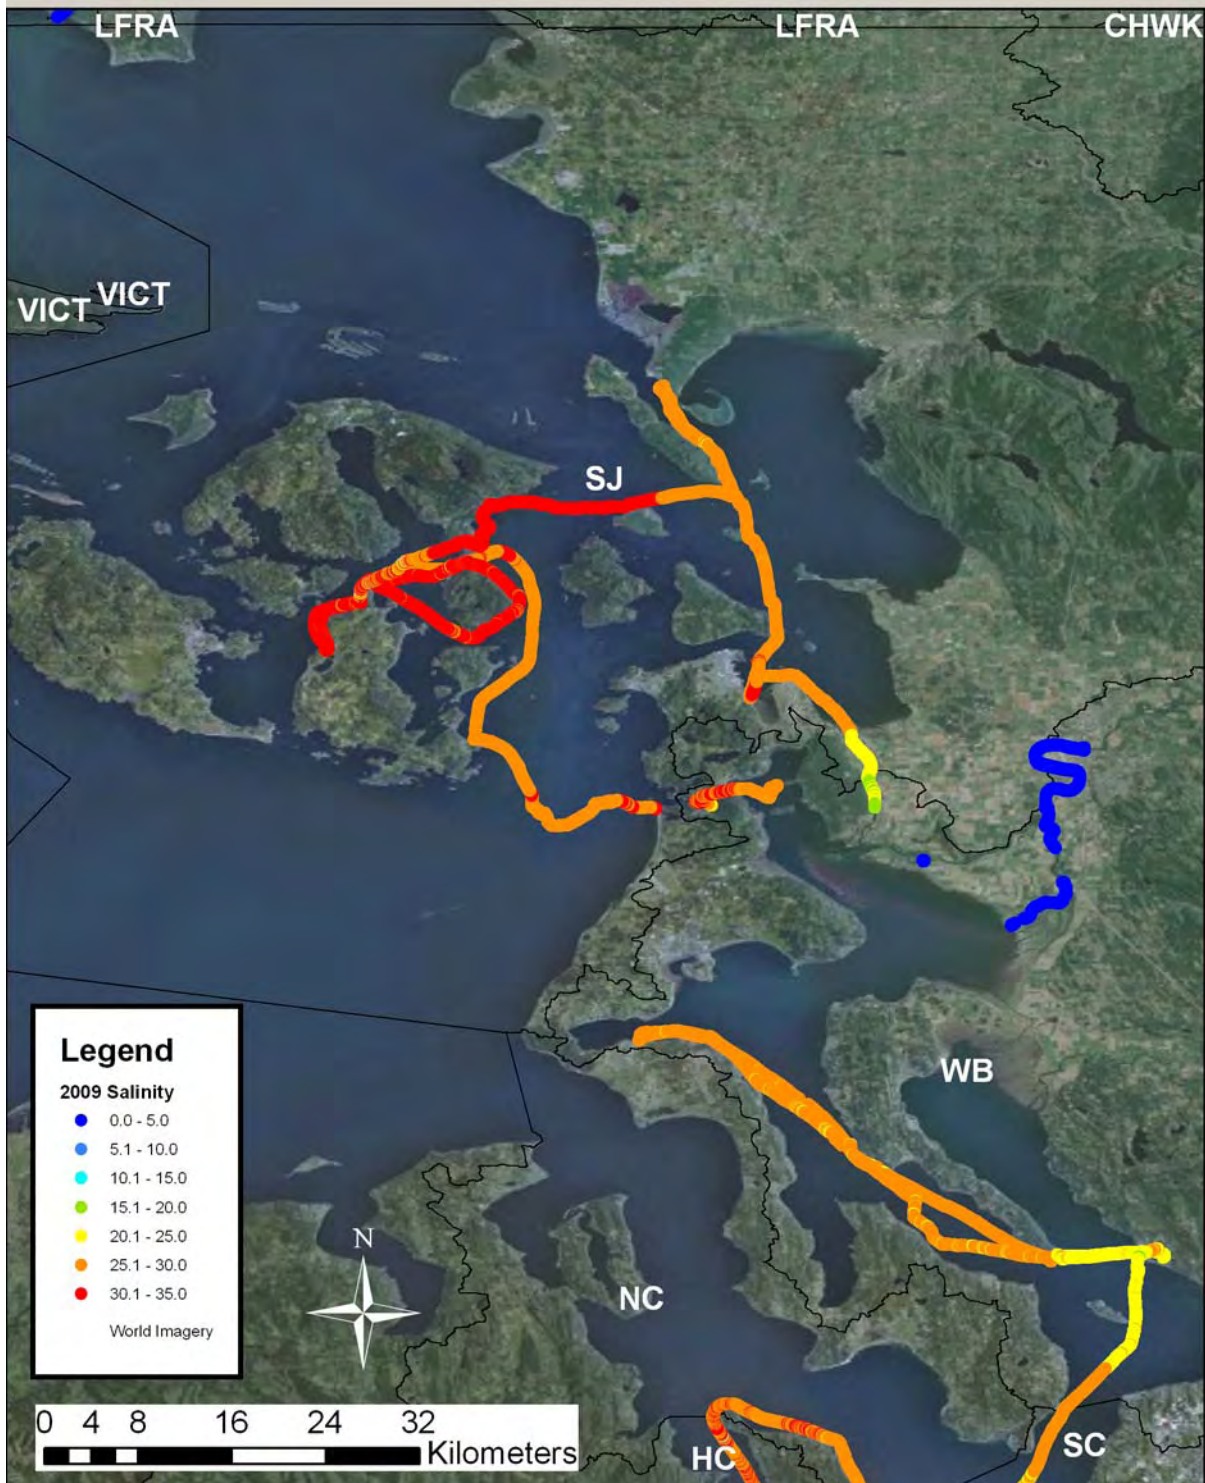 LFRA LFRA CHWK
VICT VICT
SJ
WB
NC
HC
SC
Legend
2009 Salinity
0.0 - 5.0
5.1 - 10.0
10.1 - 15.0
15.1 - 20.0
20.1 - 25.0
25.1 - 30.0
30.1 - 35.0
World Imagery
N
0 4 8 16 24 32
Kilometers